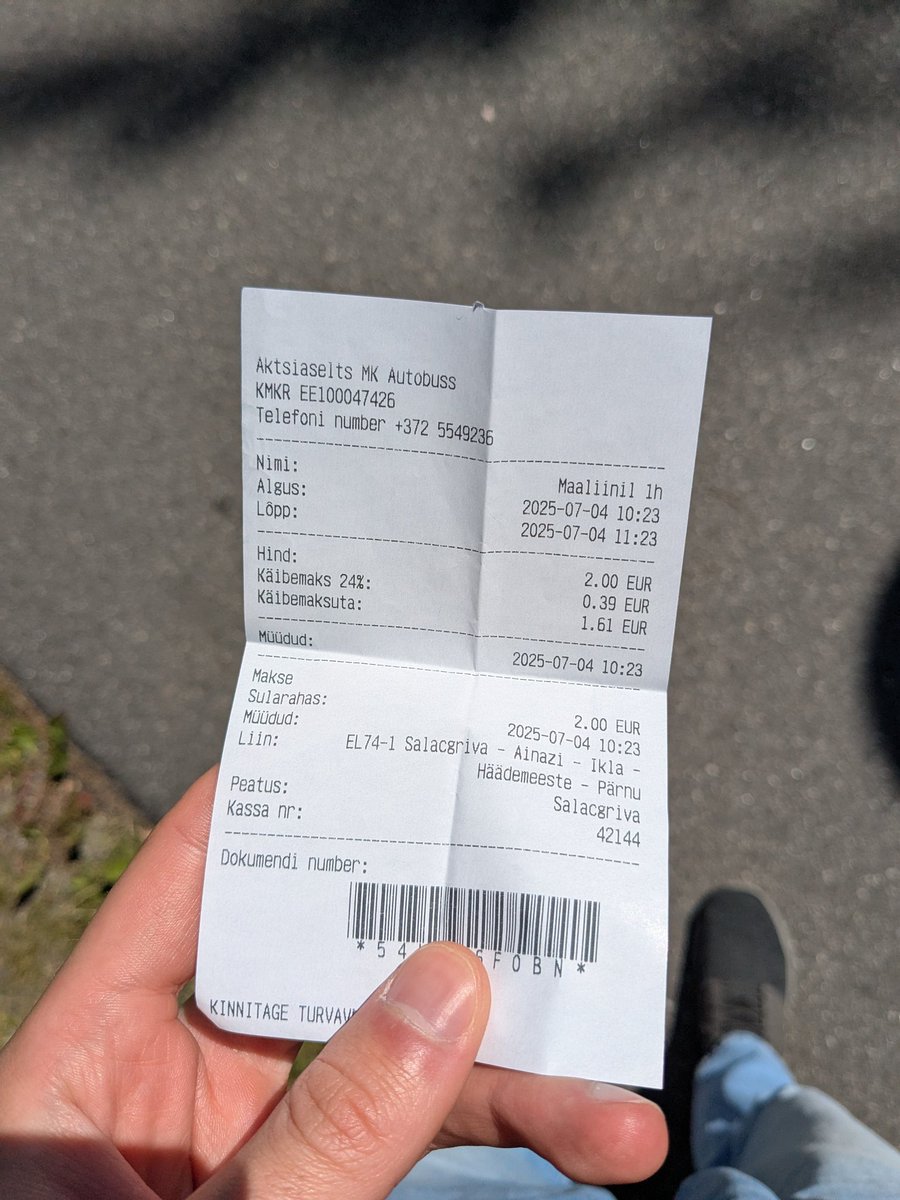 Aktsiaselts MK Autobuss
KMKR EE100047426
Telefoni number +372 5549236
Nimi: Maaliinil 1h
Algus: 2025-07-04 10:23
Lõpp: 2025-07-04 11:23
Hind: 2.00 EUR
Käibemaks 24%: 0.39 EUR
Käibemaksuta: 1.61 EUR
Müüdud: 2025-07-04 10:23
Makse
Sularahas: 2.00 EUR
Müüdud: 2025-07-04 10:23
Liin: EL74-1 Salacgriva - Ainazi - Ikla -
Häädemeeste - Pärnu
Peatus: Salacgriva
Kassa nr: 42144
Dokumendi number:
KINNITAGE